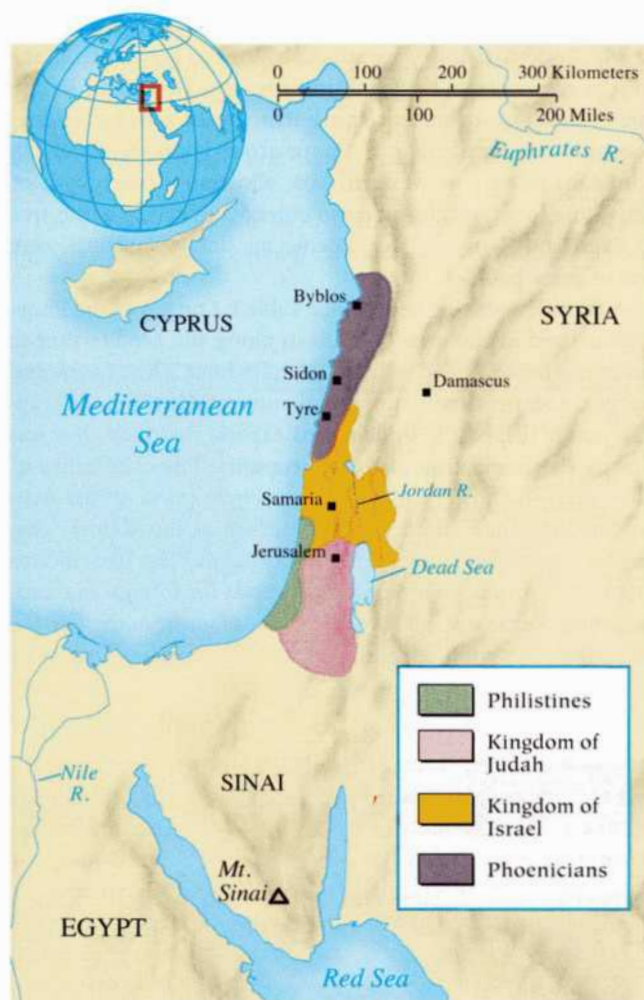 0 100 200 300 Kilometers
0 100 200 Miles
Euphrates R.
Byblos
CYPRUS
SYRIA
Sidon
Damascus
Mediterranean
Sea
Tyre
Samaria
Jordan R.
Jerusalem
Dead Sea
Philistines
Kingdom of
Judah
Kingdom of
Israel
Phoenicians
Nile
R.
SINAI
Mt.
Sinai
EGYPT
Red Sea